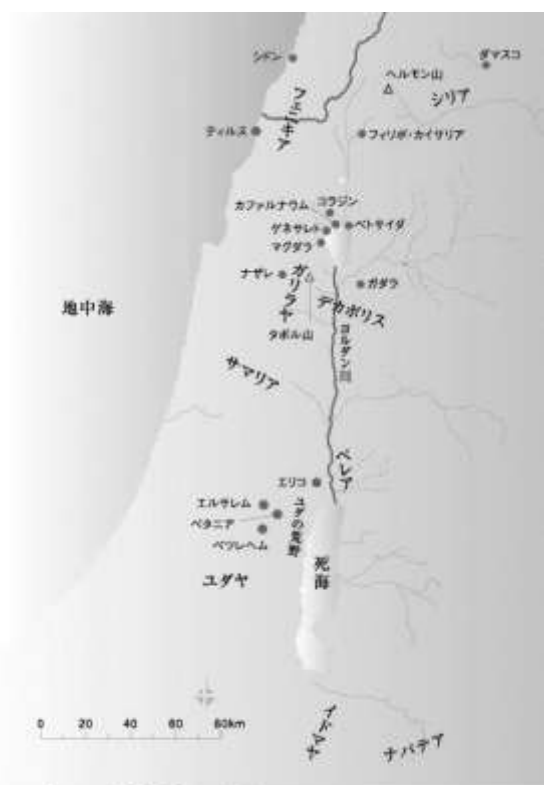 シドン
ダマスコ
ヘルモン山
シリア
フェニキア
ティルス
フィリポ・カイサリア
コラジン
カファルナウム
ベトサイダ
ゲネサレト
マグダラ
ナザレ
ガリラヤ
ガダラ
デカポリス
地中海
タボル山
ヨルダン川
サマリア
ペレア
エリコ
エルサレム
ユダの荒野
ベタニア
ベツレヘム
死海
ユダヤ
0 20 40 60 80km
イドマヤ
ナバテア